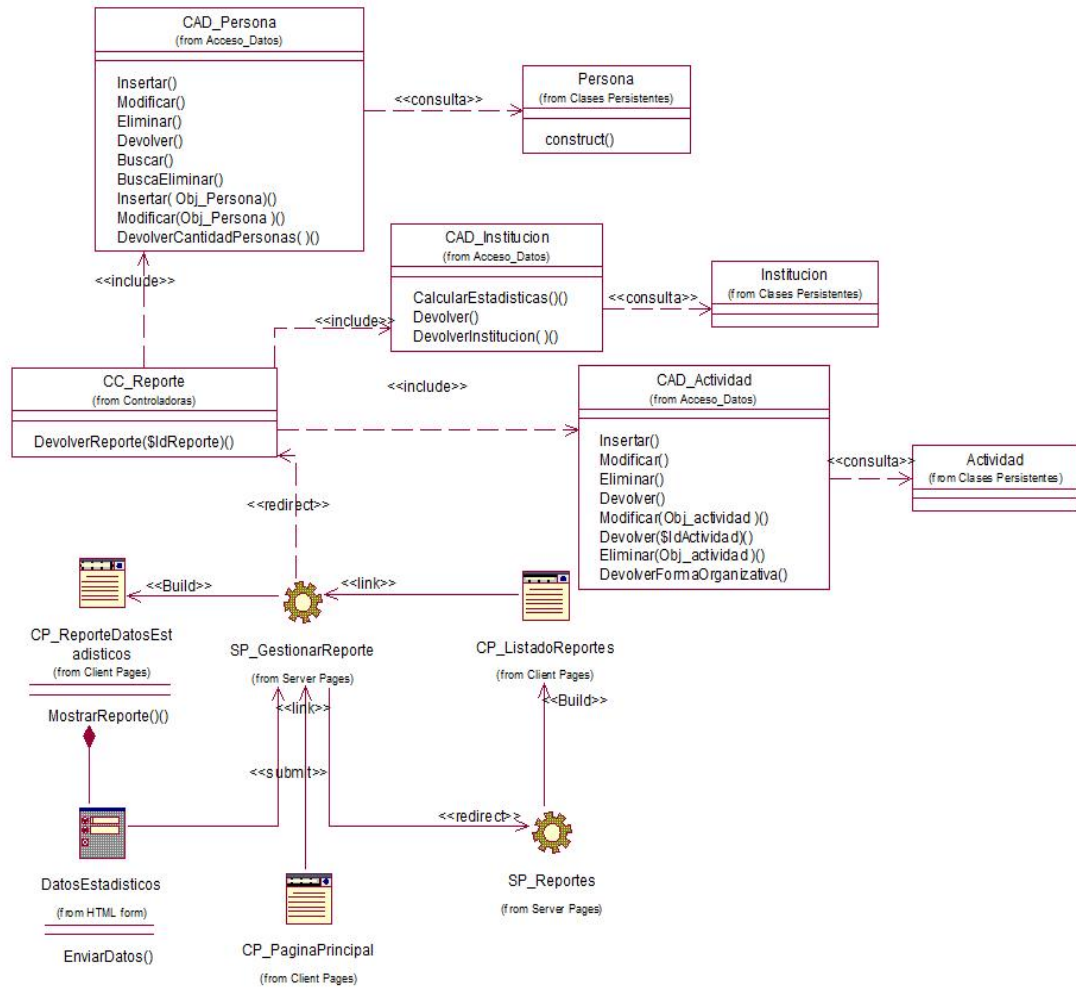 CAD_Persona
(from Acceso_Datos)
Insertar()
Modificar()
Eliminar()
Devolver()
Buscar()
BuscaEliminar()
Insertar( Obj_Persona)()
Modificar(Obj_Persona )()
DevolverCantidadPersonas( )()
<<consulta>>
Persona
(from Clases Persistentes)
construct()
<<include>>
CAD_Institucion
(from Acceso_Datos)
CalcularEstadisticas()()
Devolver()
DevolverInstitucion( )()
<<consulta>>
Institucion
(from Clases Persistentes)
<<include>>
CC_Reporte
(from Controladoras)
DevolverReporte($IdReporte)()
<<include>>
CAD_Actividad
(from Acceso_Datos)
Insertar()
Modificar()
Eliminar()
Devolver()
Modificar(Obj_actividad )()
Devolver($IdActividad)()
Eliminar(Obj_actividad )()
DevolverFormaOrganizativa()
<<consulta>>
Actividad
(from Clases Persistentes)
<<redirect>>
<<Build>>
<<link>>
CP_ReporteDatosEst
adisticos
(from Client Pages)
MostrarReporte()()
SP_GestionarReporte
(from Server Pages)
CP_ListadoReportes
(from Client Pages)
<<link>>
<<Build>>
<<submit>>
<<redirect>>
DatosEstadisticos
(from HTML form)
EnviarDatos()
CP_PaginaPrincipal
(from Client Pages)
SP_Reportes
(from Server Pages)